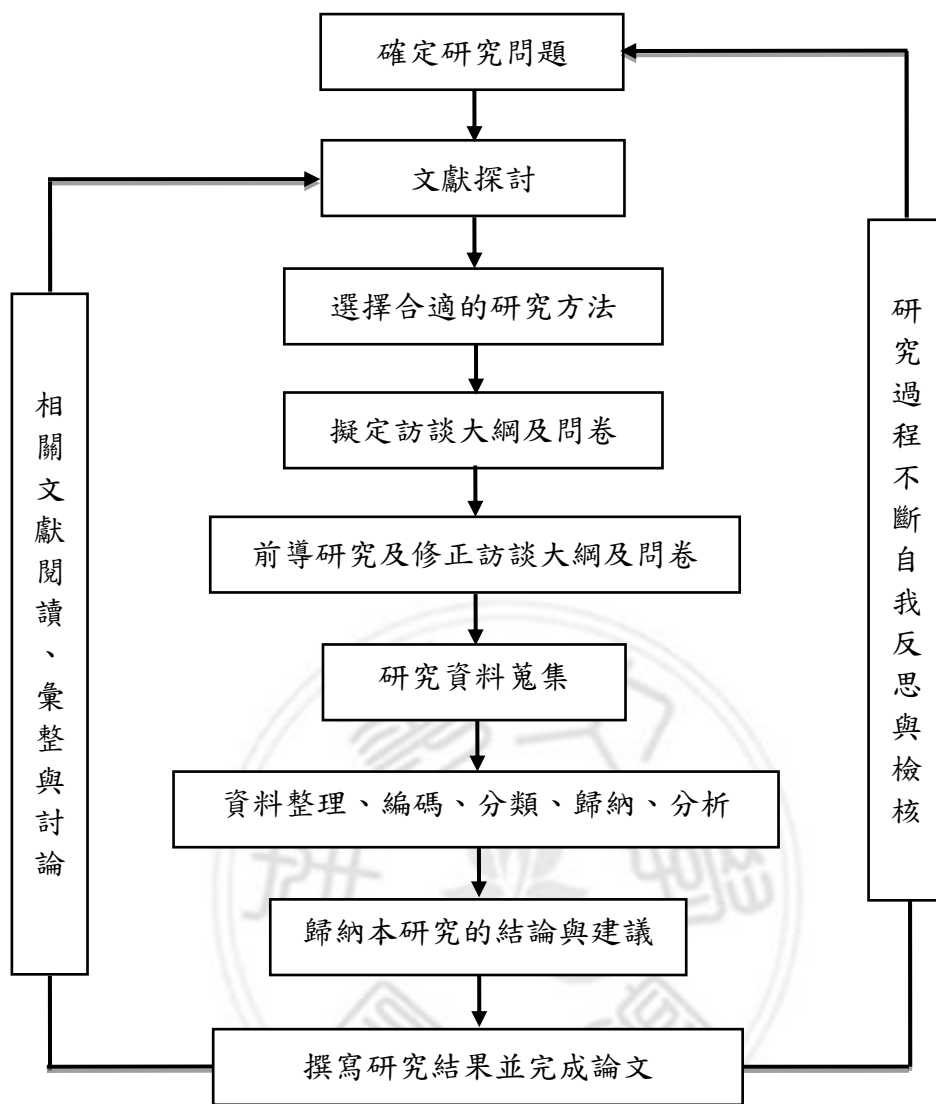 確定研究問題
文獻探討
選擇合適的研究方法
擬定訪談大綱及問卷
前導研究及修正訪談大綱及問卷
研究資料蒐集
資料整理、編碼、分類、歸納、分析
歸納本研究的結論與建議
撰寫研究結果並完成論文
相關文獻閱讀、彙整與討論
研究過程不斷自我反思與檢核